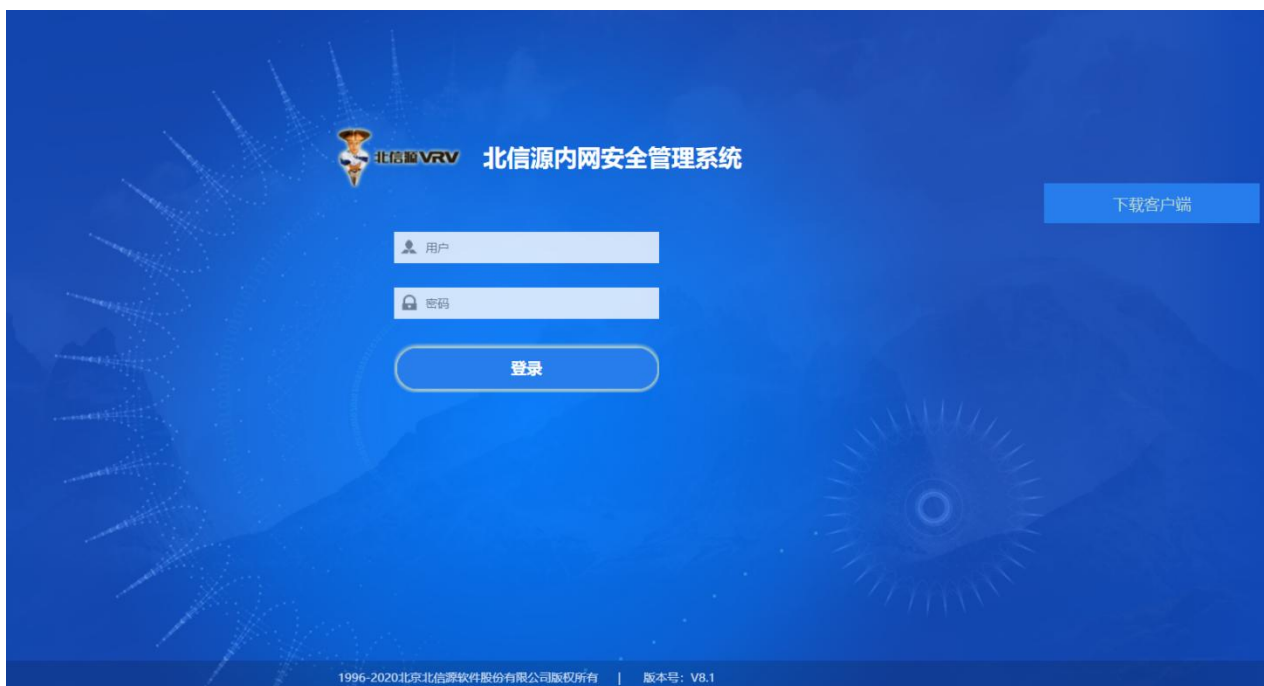 北信源VRV 北信源内网安全管理系统
下载客户端
用户
密码
登录
1996-2020北京北信源软件股份有限公司版权所有 | 版本号：V8.1